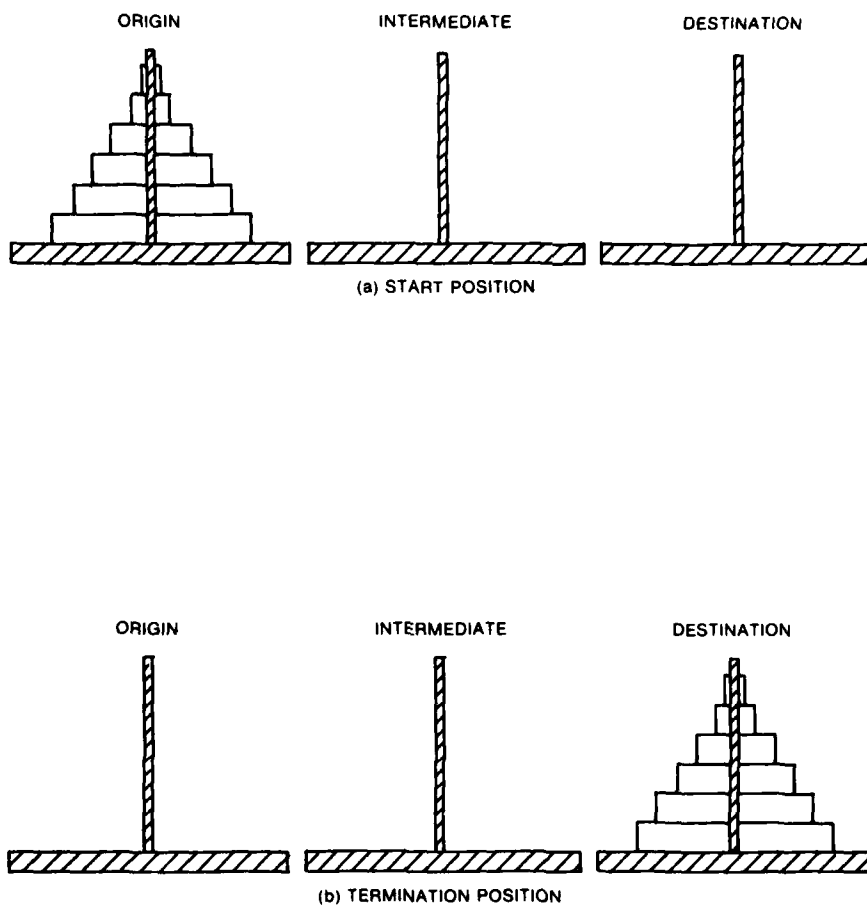 ORIGIN INTERMEDIATE DESTINATION
(a) START POSITION
ORIGIN INTERMEDIATE DESTINATION
(b) TERMINATION POSITION